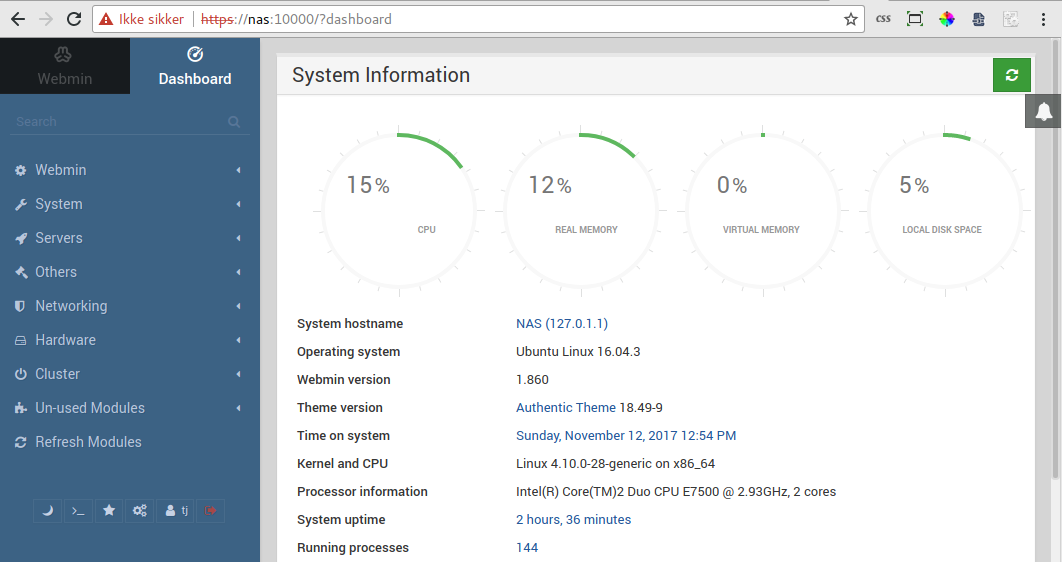 Ikke sikker https://nas:10000/?dashboard
css
Webmin
Dashboard
Search
Webmin
System
Servers
Others
Networking
Hardware
Cluster
Un-used Modules
Refresh Modules
>_
tj
System Information
15%
CPU
12%
REAL MEMORY
0%
VIRTUAL MEMORY
5%
LOCAL DISK SPACE
System hostname NAS (127.0.1.1)
Operating system Ubuntu Linux 16.04.3
Webmin version 1.860
Theme version Authentic Theme 18.49-9
Time on system Sunday, November 12, 2017 12:54 PM
Kernel and CPU Linux 4.10.0-28-generic on x86_64
Processor information Intel(R) Core(TM)2 Duo CPU E7500 @ 2.93GHz, 2 cores
System uptime 2 hours, 36 minutes
Running processes 144